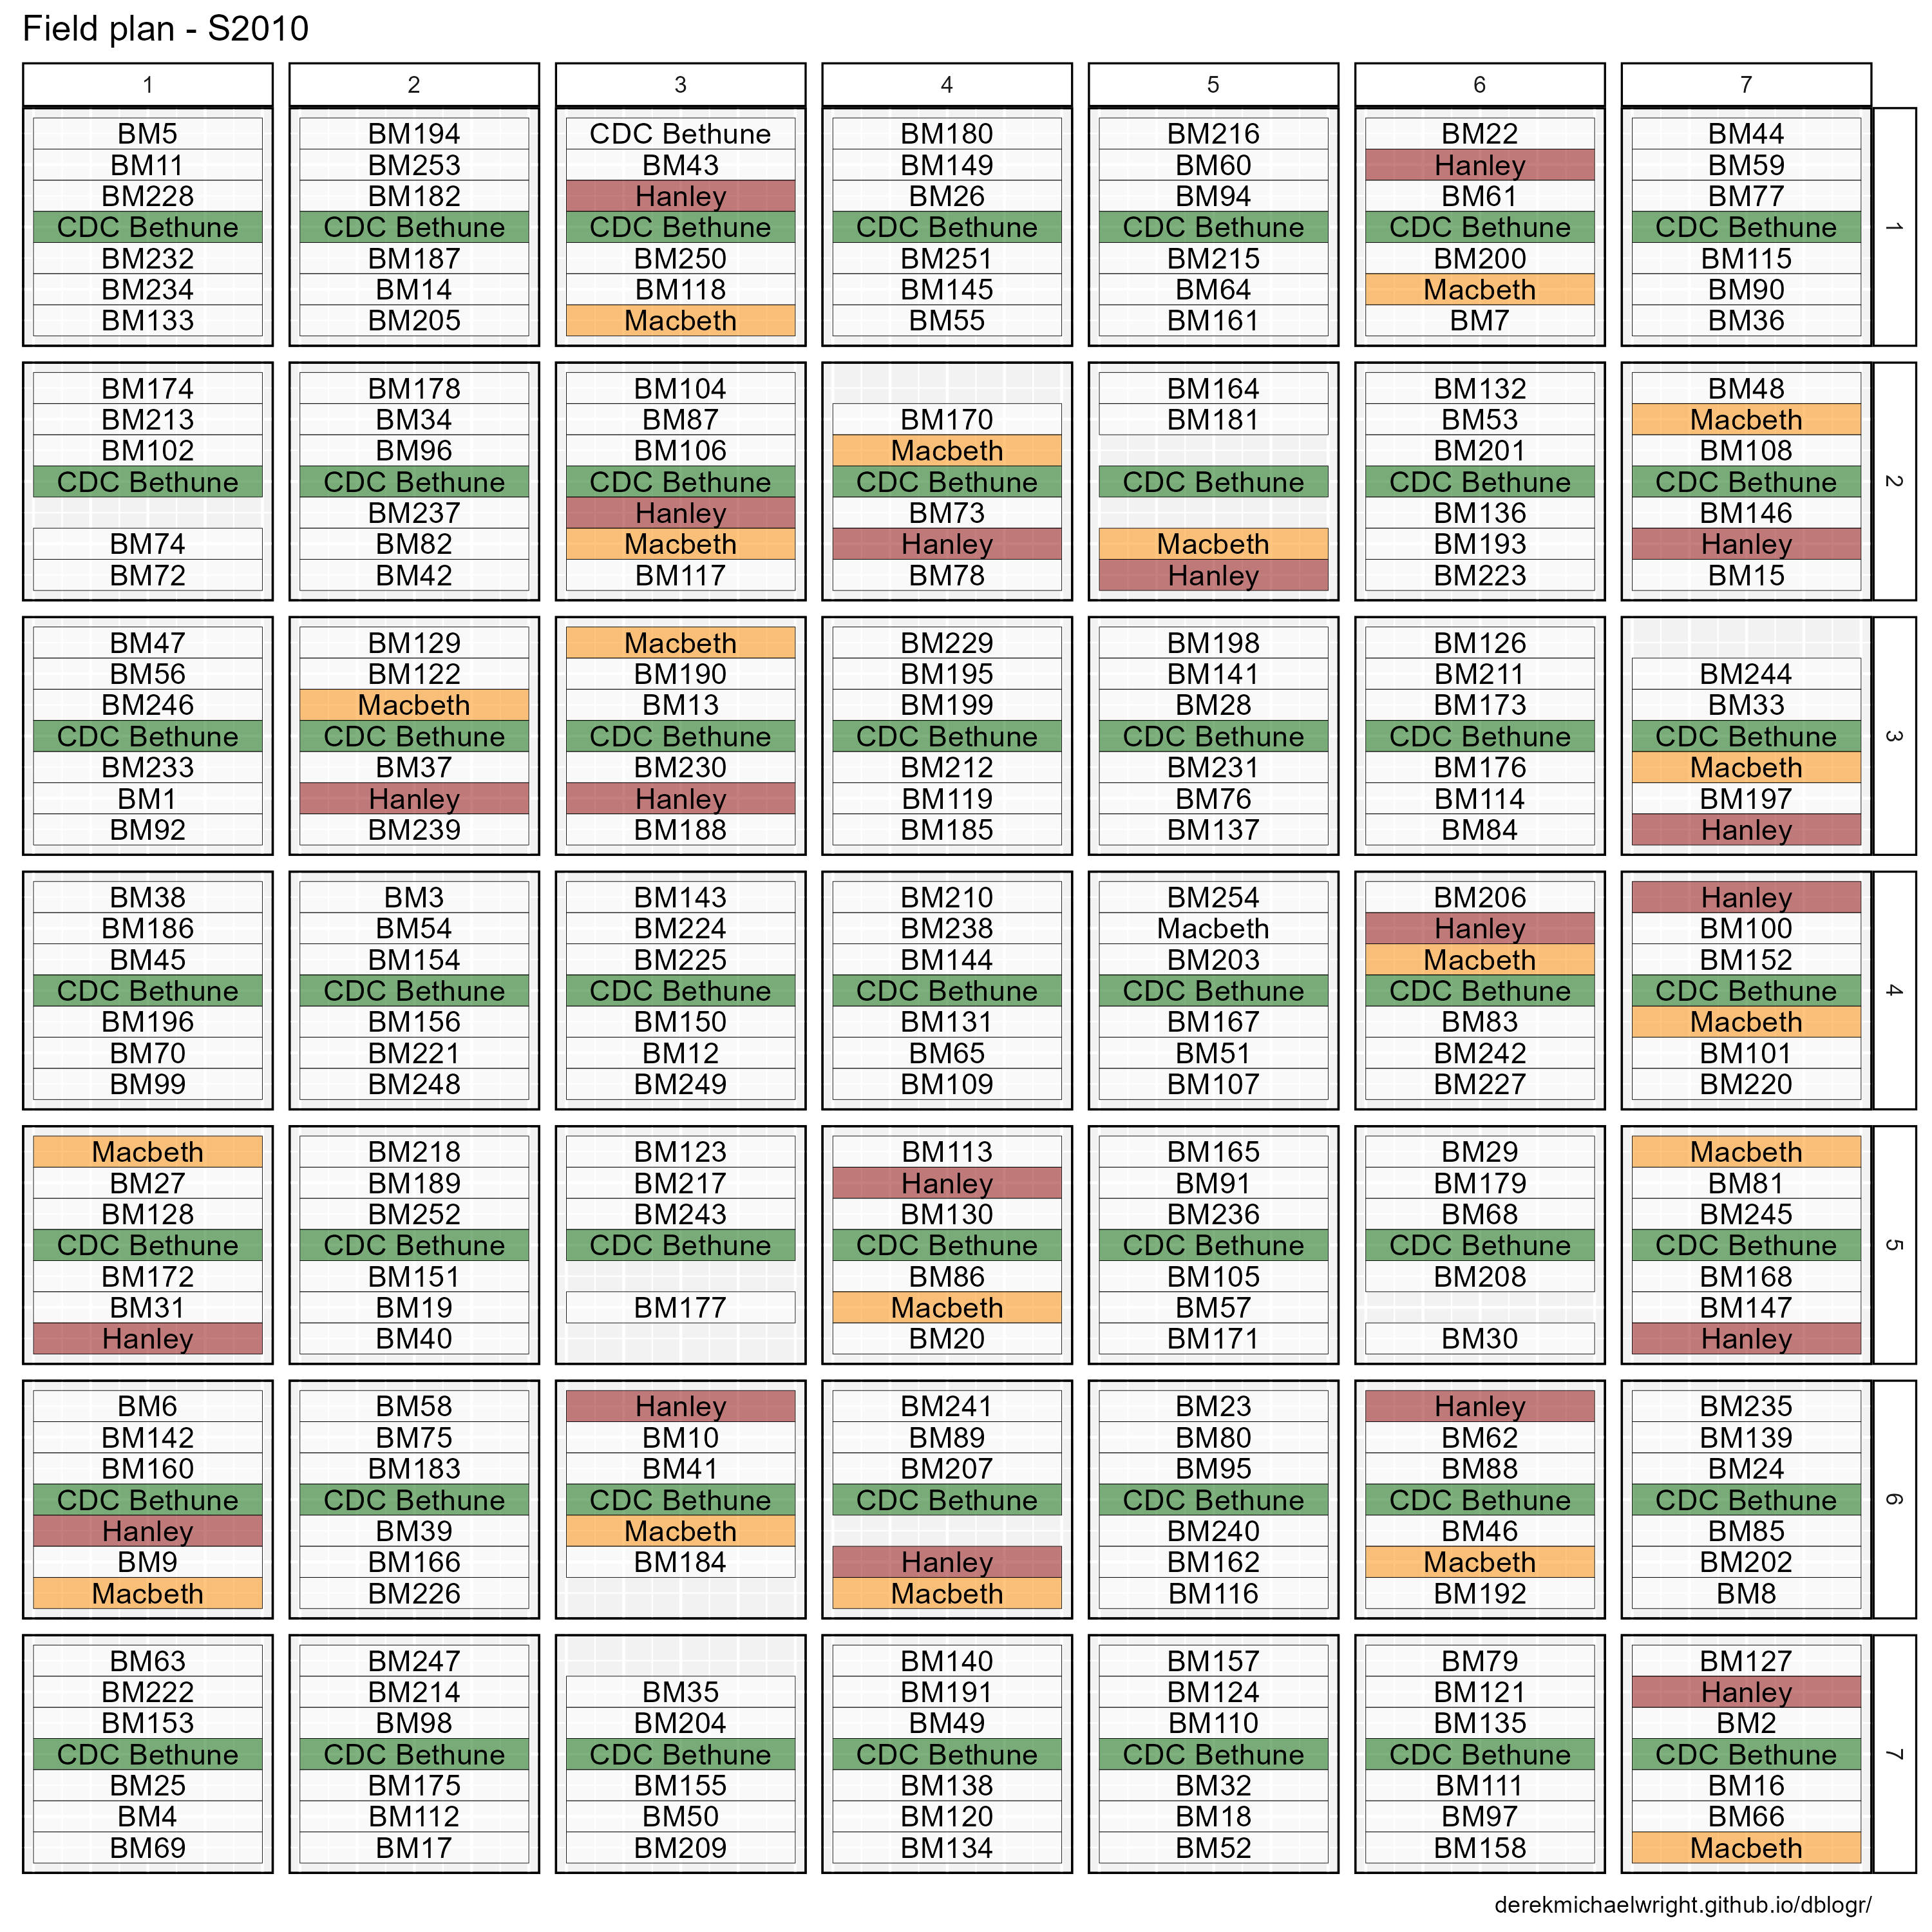 Field plan - S2010
1 2 3 4 5 6 7
BM5 BM194 CDC Bethune BM180 BM216 BM22 BM44
BM11 BM253 BM43 BM149 BM60 Hanley BM59
BM228 BM182 Hanley BM26 BM94 BM61 BM77
CDC Bethune CDC Bethune CDC Bethune CDC Bethune CDC Bethune CDC Bethune CDC Bethune 1
BM232 BM187 BM250 BM251 BM215 BM200 BM115
BM234 BM14 BM118 BM145 BM64 Macbeth BM90
BM133 BM205 Macbeth BM55 BM161 BM7 BM36
BM174 BM178 BM104 BM164 BM132 BM48
BM213 BM34 BM87 BM170 BM181 BM53 Macbeth
BM102 BM96 BM106 Macbeth BM201 BM108
CDC Bethune CDC Bethune CDC Bethune CDC Bethune CDC Bethune CDC Bethune CDC Bethune 2
BM237 Hanley BM73 BM136 BM146
BM74 BM82 Macbeth Hanley Macbeth BM193 Hanley
BM72 BM42 BM117 BM78 Hanley BM223 BM15
BM47 BM129 Macbeth BM229 BM198 BM126
BM56 BM122 BM190 BM195 BM141 BM211 BM244
BM246 Macbeth BM13 BM199 BM28 BM173 BM33
CDC Bethune CDC Bethune CDC Bethune CDC Bethune CDC Bethune CDC Bethune CDC Bethune 3
BM233 BM37 BM230 BM212 BM231 BM176 Macbeth
BM1 Hanley Hanley BM119 BM76 BM114 BM197
BM92 BM239 BM188 BM185 BM137 BM84 Hanley
BM38 BM3 BM143 BM210 BM254 BM206 Hanley
BM186 BM54 BM224 BM238 Macbeth Hanley BM100
BM45 BM154 BM225 BM144 BM203 Macbeth BM152
CDC Bethune CDC Bethune CDC Bethune CDC Bethune CDC Bethune CDC Bethune CDC Bethune 4
BM196 BM156 BM150 BM131 BM167 BM83 Macbeth
BM70 BM221 BM12 BM65 BM51 BM242 BM101
BM99 BM248 BM249 BM109 BM107 BM227 BM220
Macbeth BM218 BM123 BM113 BM165 BM29 Macbeth
BM27 BM189 BM217 Hanley BM91 BM179 BM81
BM128 BM252 BM243 BM130 BM236 BM68 BM245
CDC Bethune CDC Bethune CDC Bethune CDC Bethune CDC Bethune CDC Bethune CDC Bethune 5
BM172 BM151 BM86 BM105 BM208 BM168
BM31 BM19 BM177 Macbeth BM57 BM147
Hanley BM40 BM20 BM171 BM30 Hanley
BM6 BM58 Hanley BM241 BM23 Hanley BM235
BM142 BM75 BM10 BM89 BM80 BM62 BM139
BM160 BM183 BM41 BM207 BM95 BM88 BM24
CDC Bethune CDC Bethune CDC Bethune CDC Bethune CDC Bethune CDC Bethune CDC Bethune 6
Hanley BM39 Macbeth BM240 BM46 BM85
BM9 BM166 BM184 Hanley BM162 Macbeth BM202
Macbeth BM226 Macbeth BM116 BM192 BM8
BM63 BM247 BM140 BM157 BM79 BM127
BM222 BM214 BM35 BM191 BM124 BM121 Hanley
BM153 BM98 BM204 BM49 BM110 BM135 BM2
CDC Bethune CDC Bethune CDC Bethune CDC Bethune CDC Bethune CDC Bethune CDC Bethune 7
BM25 BM175 BM155 BM138 BM32 BM111 BM16
BM4 BM112 BM50 BM120 BM18 BM97 BM66
BM69 BM17 BM209 BM134 BM52 BM158 Macbeth
derekmichaelwright.github.io/dblogr/